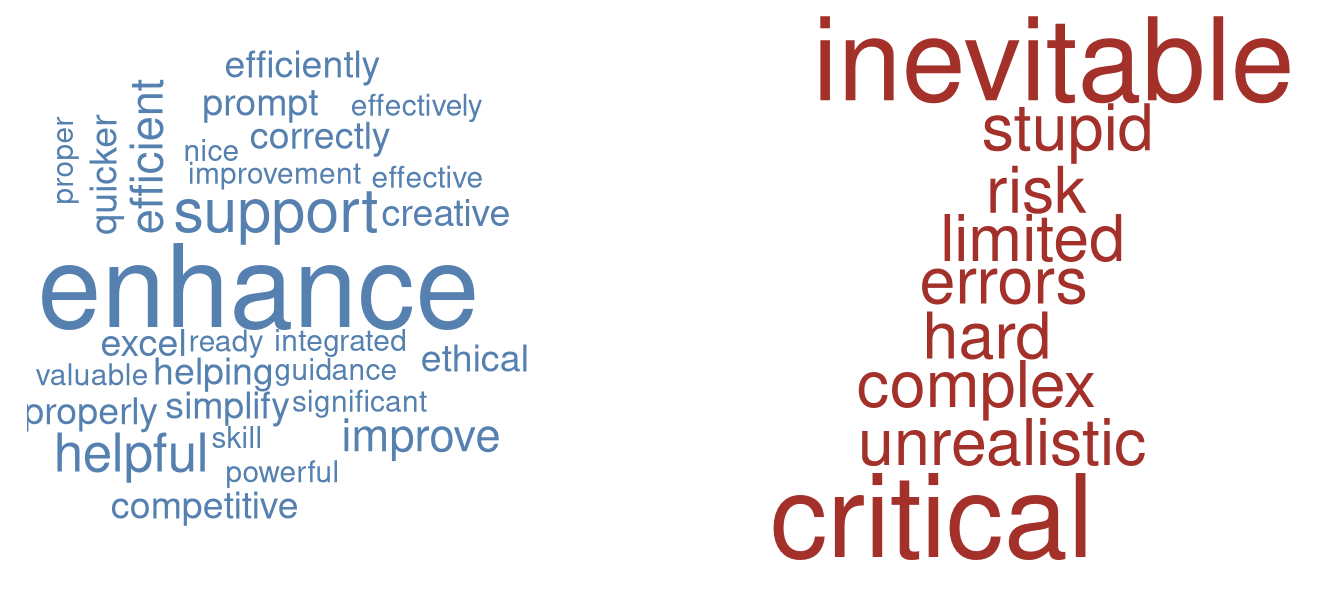 efficiently
prompt effectively
correctly
nice
improvement effective
proper
quicker
efficient
support creative
enhance
excel ready integrated
ethical
valuable helping guidance
properly simplify significant
helpful skill improve
powerful
competitive
inevitable
stupid
risk
limited
errors
hard
complex
unrealistic
critical